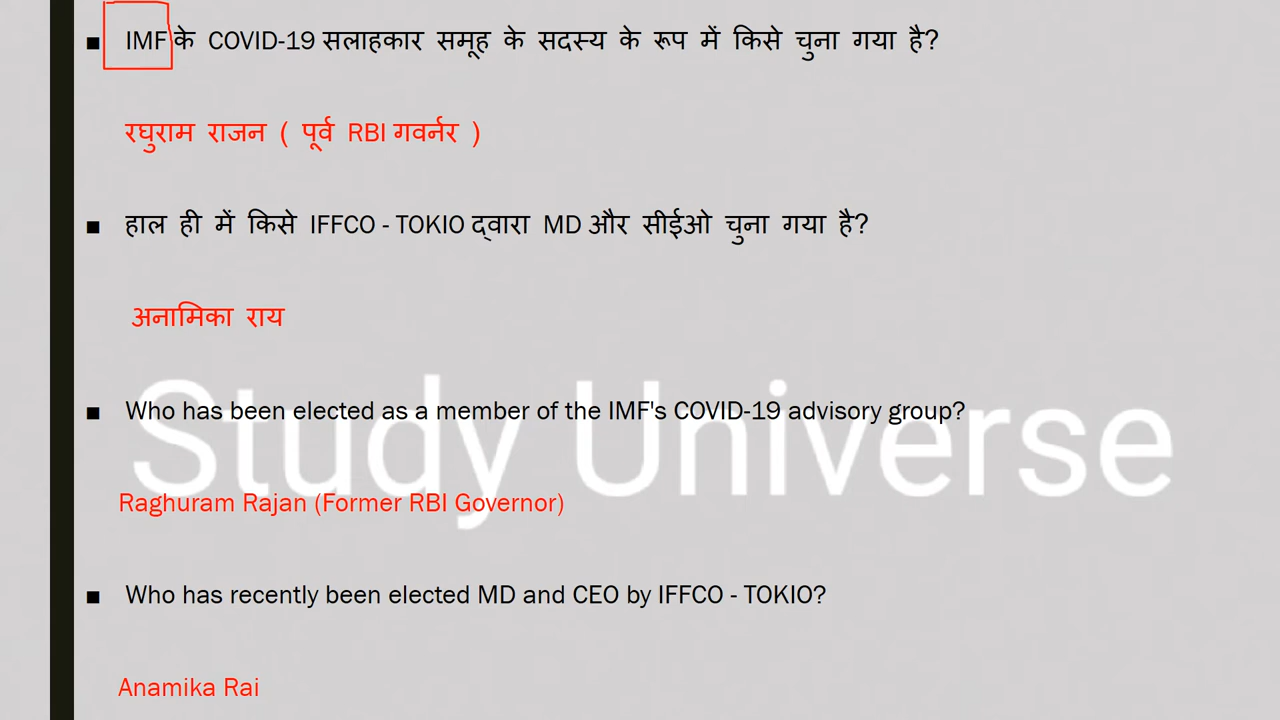 IMF के COVID-19 सलाहकार समूह के सदस्य के रूप में किसे चुना गया है?
रघुराम राजन ( पूर्व RBI गवर्नर )
हाल ही में किसे IFFCO - TOKIO द्वारा MD और सीईओ चुना गया है?
अनामिका राय
Who has been elected as a member of the IMF's COVID-19 advisory group?
Study Universe
Raghuram Rajan (Former RBI Governor)
Who has recently been elected MD and CEO by IFFCO - TOKIO?
Anamika Rai